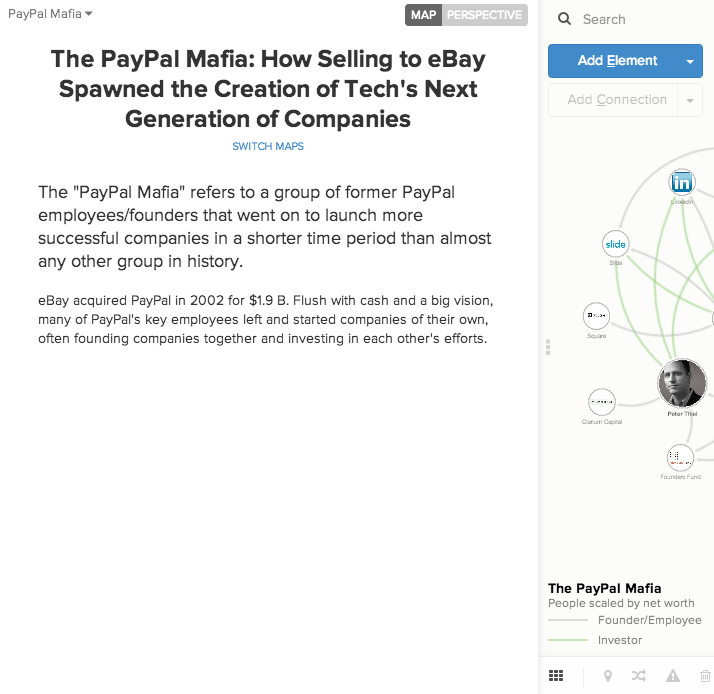 PayPal Mafia
MAP PERSPECTIVE
The PayPal Mafia: How Selling to eBay
Spawned the Creation of Tech's Next
Generation of Companies
SWITCH MAPS
The "PayPal Mafia" refers to a group of former PayPal
employees/founders that went on to launch more
successful companies in a shorter time period than almost
any other group in history.
eBay acquired PayPal in 2002 for $1.9 B. Flush with cash and a big vision,
many of PayPal's key employees left and started companies of their own,
often founding companies together and investing in each other's efforts.
Search
Add Element
Add Connection
in
LinkedIn
slide
Slide
Square
Peter Thiel
Clarium Capital
Founders Fund
The PayPal Mafia
People scaled by net worth
Founder/Employee
Investor